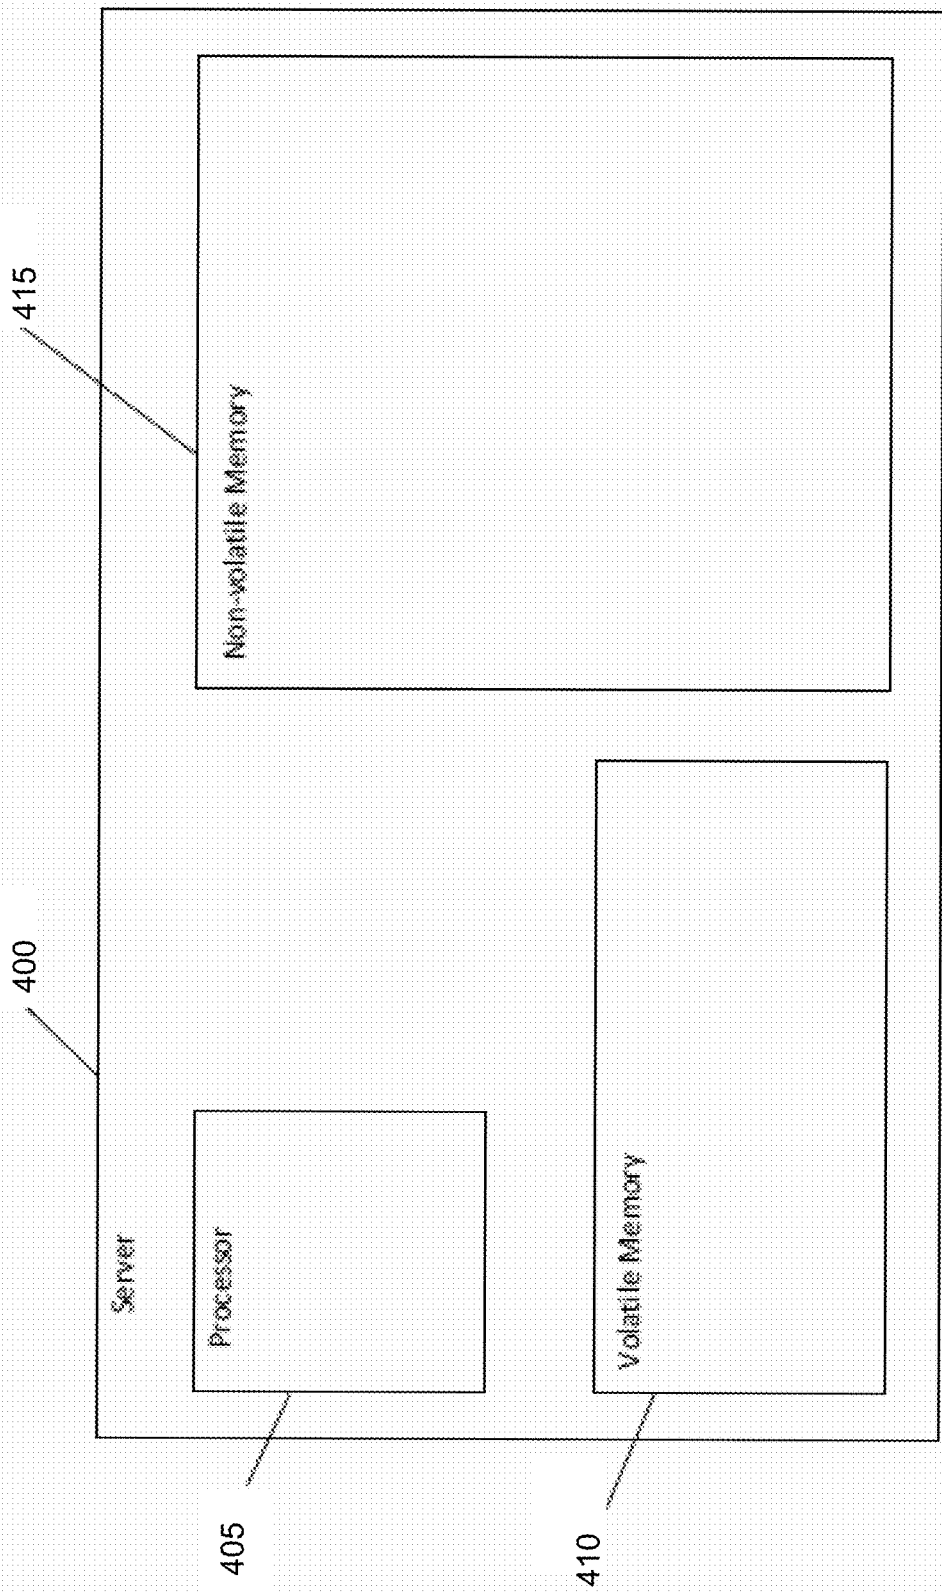 400
415
Server
Processor
Non-volatile Memory
405
Volatile Memory
410